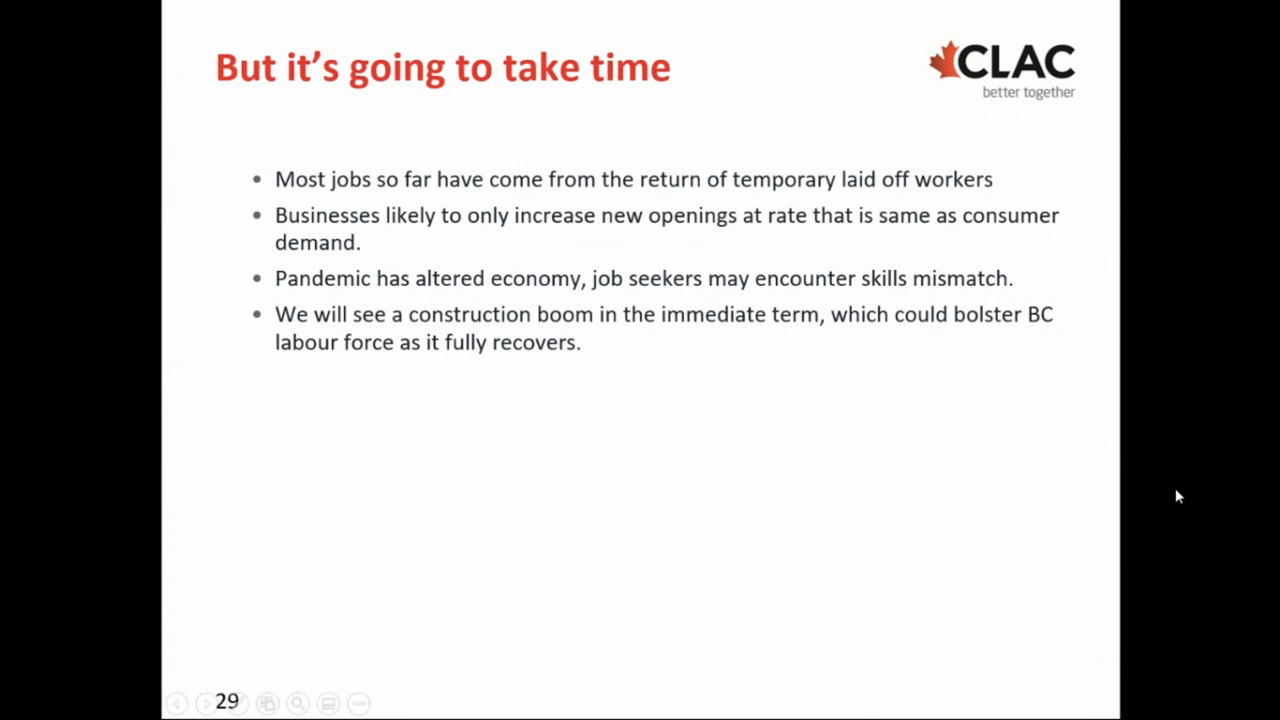 But it's going to take time
CLAC
better together
• Most jobs so far have come from the return of temporary laid off workers
• Businesses likely to only increase new openings at rate that is same as consumer
demand.
• Pandemic has altered economy, job seekers may encounter skills mismatch.
• We will see a construction boom in the immediate term, which could bolster BC
labour force as it fully recovers.
29